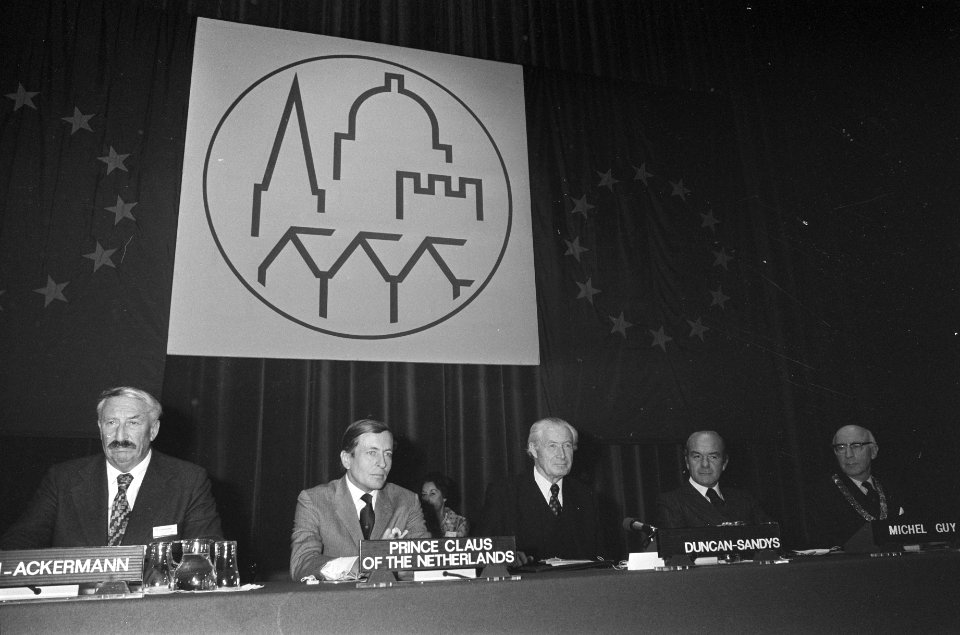 -ACKERMANN
PRINCE CLAUS
OF THE NETHERLANDS
DUNCAN-SANDYS
MICHEL GUY